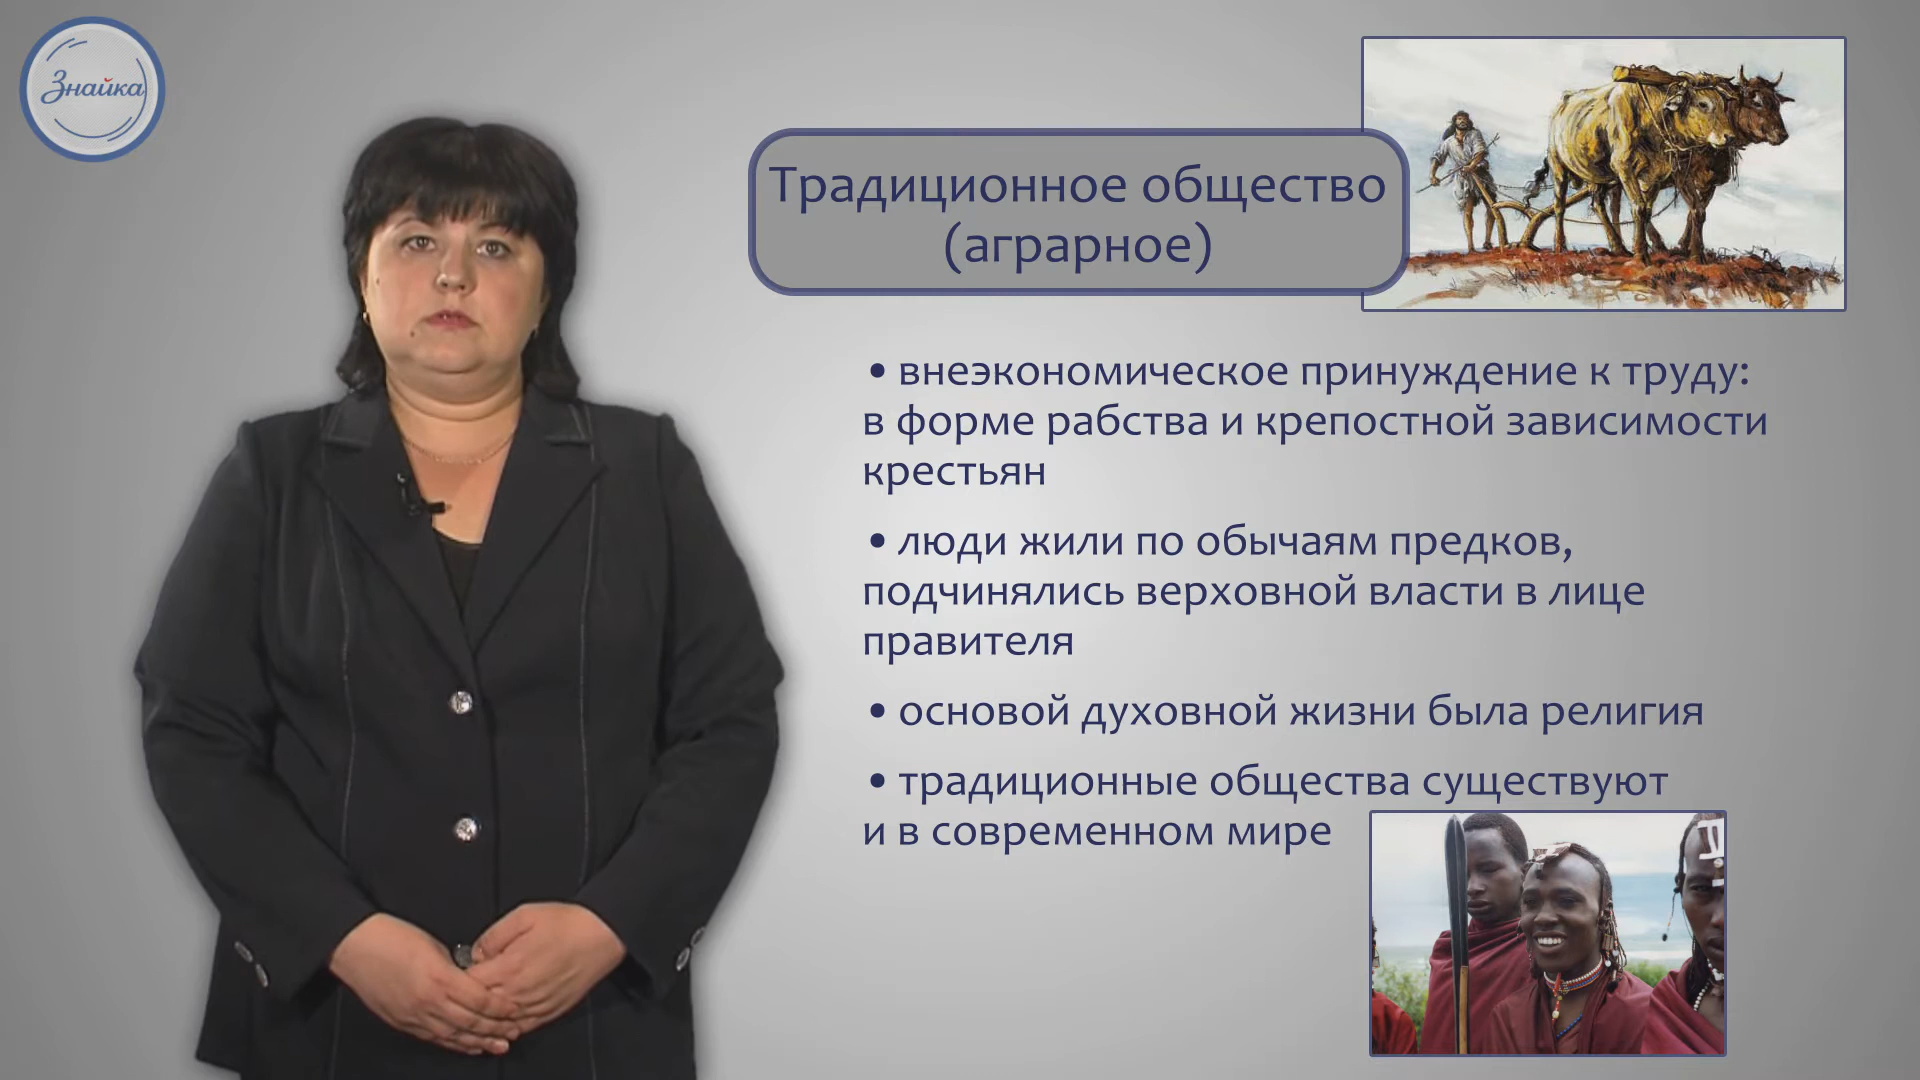 Знайка
Традиционное общество
(аграрное)
• внеэкономическое принуждение к труду:
в форме рабства и крепостной зависимости
крестьян
• люди жили по обычаям предков,
подчинялись верховной власти в лице
правителя
• основой духовной жизни была религия
• традиционные общества существуют
и в современном мире